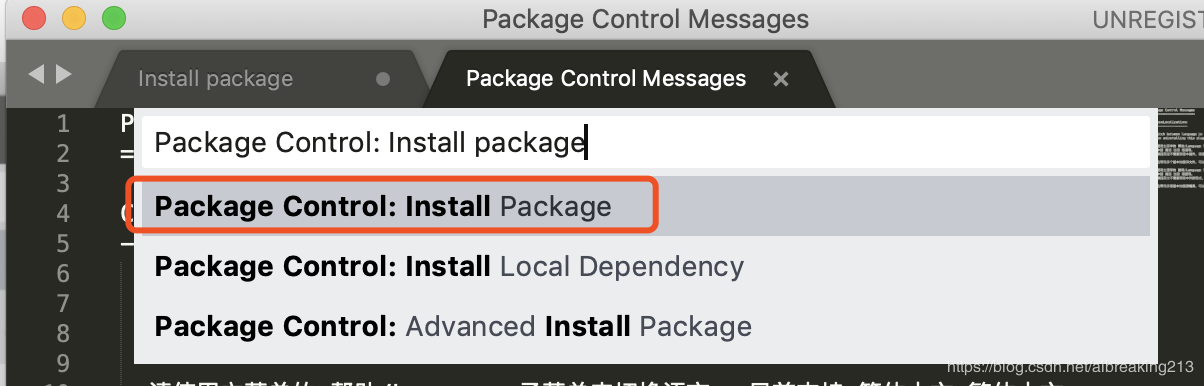 Package Control Messages
UNREGIST
Install package
Package Control Messages
1
2
3
4
5
6
7
8
9
Package Control: Install package
Package Control: Install Package
Package Control: Install Local Dependency
Package Control: Advanced Install Package
https://blog.csdn.net/aibreaking213